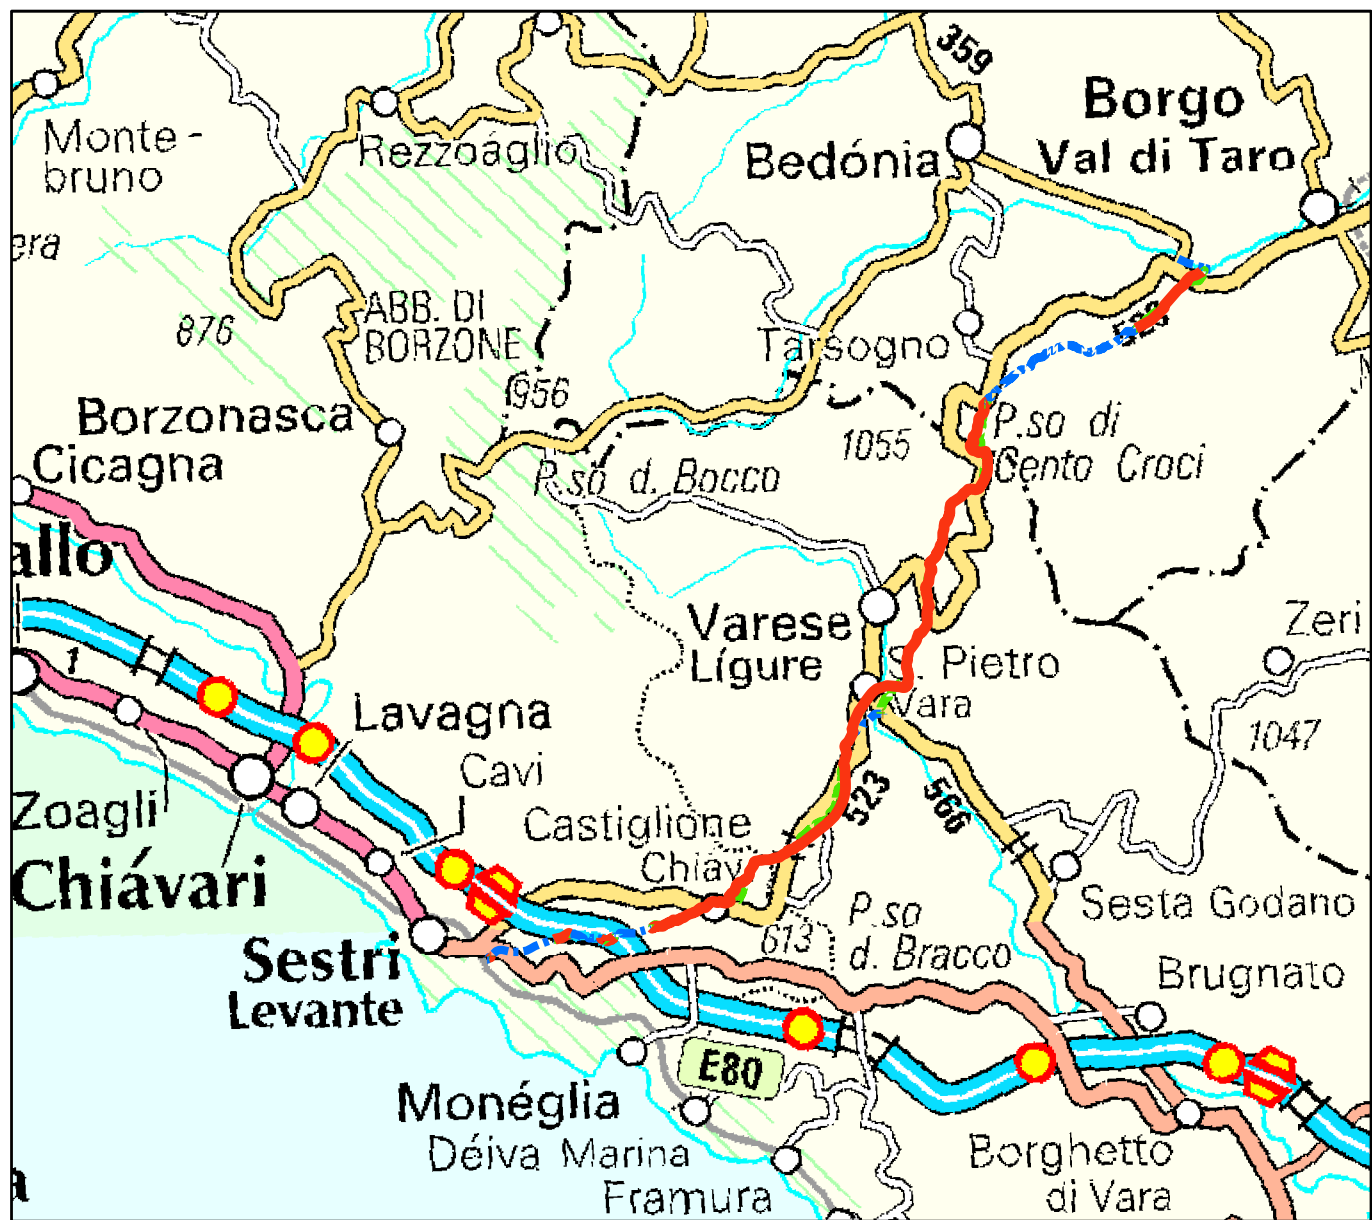 359
Borgo
Val di Taro
Monte-
bruno
Rezzoáglio
Bedónia
era
876
ABB. DI
BORZONE
Tarsogno
956
Borzonasca
Cicagna
P.so d. Bocco
1055
P.so di
Cento Croci
allo
1
Varese
Lígure
S. Pietro
Vara
Zeri
1047
Lavagna
Cavi
Zoagli
Chiávari
Castiglione
Chiáv
523
566
Sesta Godano
P.so
d. Bracco
613
Sestri
Levante
Brugnato
E80
Monéglia
Déiva Marina
Framura
Borghetto
di Vara
a